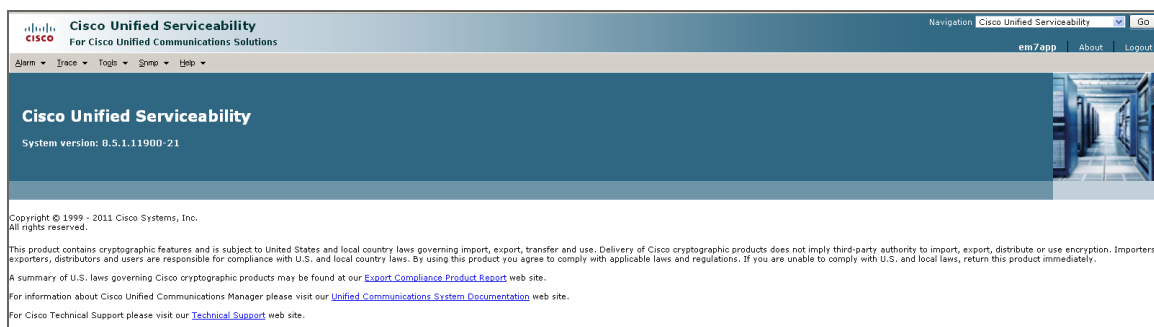 Cisco Unified Serviceability
For Cisco Unified Communications Solutions
CISCO
Navigation Cisco Unified Serviceability Go
em7app About Logout
Alarm Trace Tools Snmp Help
Cisco Unified Serviceability
System version: 8.5.1.11900-21
Copyright © 1999 - 2011 Cisco Systems, Inc.
All rights reserved.
This product contains cryptographic features and is subject to United States and local country laws governing import, export, transfer and use. Delivery of Cisco cryptographic products does not imply third-party authority to import, export, distribute or use encryption. Importers
exporters, distributors and users are responsible for compliance with U.S. and local country laws. By using this product you agree to comply with applicable laws and regulations. If you are unable to comply with U.S. and local laws, return this product immediately.
A summary of U.S. laws governing Cisco cryptographic products may be found at our Export Compliance Product Report web site.
For information about Cisco Unified Communications Manager please visit our Unified Communications System Documentation web site.
For Cisco Technical Support please visit our Technical Support web site.